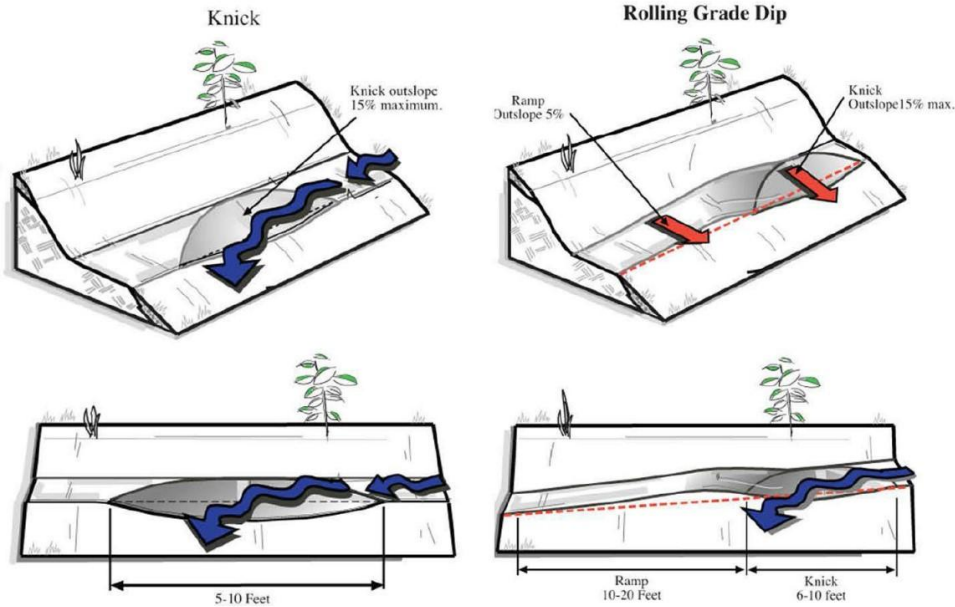 Knick
Knick outslope
15% maximum.
Rolling Grade Dip
Ramp
Outslope 5%
Knick
Outslope15% max.
5-10 Feet
Ramp
10-20 Feet
Knick
6-10 feet